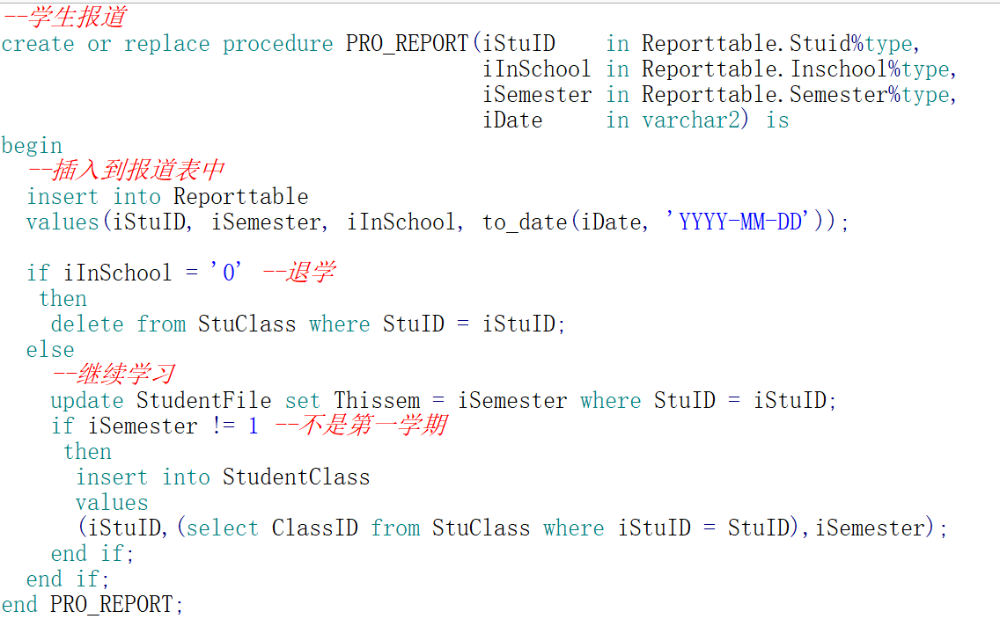 --学生报道
create or replace procedure PRO_REPORT(iStuID    in Reporttable.Stuid%type,
                                       iInSchool in Reporttable.Inschool%type,
                                       iSemester in Reporttable.Semester%type,
                                       iDate     in varchar2) is
begin
  --插入到报道表中
  insert into Reporttable
  values(iStuID, iSemester, iInSchool, to_date(iDate, 'YYYY-MM-DD'));
  if iInSchool = '0' --退学
   then
    delete from StuClass where StuID = iStuID;
  else
    --继续学习
    update StudentFile set Thissem = iSemester where StuID = iStuID;
    if iSemester != 1 --不是第一学期
     then
      insert into StudentClass
      values
      (iStuID,(select ClassID from StuClass where iStuID = StuID),iSemester);
    end if;
  end if;
end PRO_REPORT;